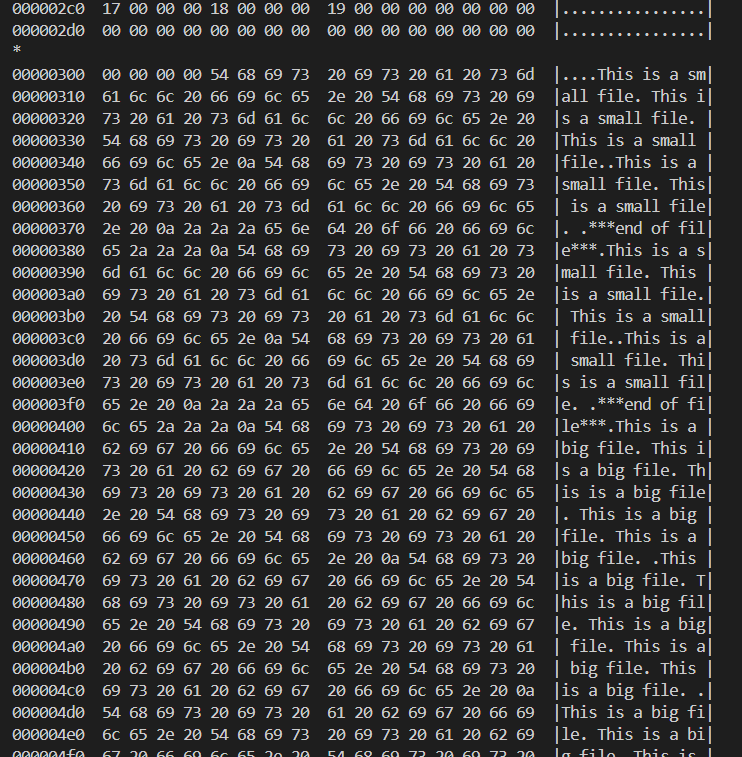 000002c0  17 00 00 00 18 00 00 00  19 00 00 00 00 00 00 00  |................|
000002d0  00 00 00 00 00 00 00 00  00 00 00 00 00 00 00 00  |................|
*
00000300  00 00 00 00 54 68 69 73  20 69 73 20 61 20 73 6d  |....This is a sm|
00000310  61 6c 6c 20 66 69 6c 65  2e 20 54 68 69 73 20 69  |all file. This i|
00000320  73 20 61 20 73 6d 61 6c  6c 20 66 69 6c 65 2e 20  |s a small file. |
00000330  54 68 69 73 20 69 73 20  61 20 73 6d 61 6c 6c 20  |This is a small |
00000340  66 69 6c 65 2e 0a 54 68  69 73 20 69 73 20 61 20  |file..This is a |
00000350  73 6d 61 6c 6c 20 66 69  6c 65 2e 20 54 68 69 73  |small file. This|
00000360  20 69 73 20 61 20 73 6d  61 6c 6c 20 66 69 6c 65  | is a small file|
00000370  2e 20 0a 2a 2a 2a 65 6e  64 20 6f 66 20 66 69 6c  |. .***end of fil|
00000380  65 2a 2a 2a 0a 54 68 69  73 20 69 73 20 61 20 73  |e***.This is a s|
00000390  6d 61 6c 6c 20 66 69 6c  65 2e 20 54 68 69 73 20  |mall file. This |
000003a0  69 73 20 61 20 73 6d 61  6c 6c 20 66 69 6c 65 2e  |is a small file.|
000003b0  20 54 68 69 73 20 69 73  20 61 20 73 6d 61 6c 6c  | This is a small|
000003c0  20 66 69 6c 65 2e 0a 54  68 69 73 20 69 73 20 61  | file..This is a|
000003d0  20 73 6d 61 6c 6c 20 66  69 6c 65 2e 20 54 68 69  | small file. Thi|
000003e0  73 20 69 73 20 61 20 73  6d 61 6c 6c 20 66 69 6c  |s is a small fil|
000003f0  65 2e 20 0a 2a 2a 2a 65  6e 64 20 6f 66 20 66 69  |e. .***end of fi|
00000400  6c 65 2a 2a 2a 0a 54 68  69 73 20 69 73 20 61 20  |le***.This is a |
00000410  62 69 67 20 66 69 6c 65  2e 20 54 68 69 73 20 69  |big file. This i|
00000420  73 20 61 20 62 69 67 20  66 69 6c 65 2e 20 54 68  |s a big file. Th|
00000430  69 73 20 69 73 20 61 20  62 69 67 20 66 69 6c 65  |is is a big file|
00000440  2e 20 54 68 69 73 20 69  73 20 61 20 62 69 67 20  |. This is a big |
00000450  66 69 6c 65 2e 20 54 68  69 73 20 69 73 20 61 20  |file. This is a |
00000460  62 69 67 20 66 69 6c 65  2e 20 0a 54 68 69 73 20  |big file. .This |
00000470  69 73 20 61 20 62 69 67  20 66 69 6c 65 2e 20 54  |is a big file. T|
00000480  68 69 73 20 69 73 20 61  20 62 69 67 20 66 69 6c  |his is a big fil|
00000490  65 2e 20 54 68 69 73 20  69 73 20 61 20 62 69 67  |e. This is a big|
000004a0  20 66 69 6c 65 2e 20 54  68 69 73 20 69 73 20 61  | file. This is a|
000004b0  20 62 69 67 20 66 69 6c  65 2e 20 54 68 69 73 20  | big file. This |
000004c0  69 73 20 61 20 62 69 67  20 66 69 6c 65 2e 20 0a  |is a big file. .|
000004d0  54 68 69 73 20 69 73 20  61 20 62 69 67 20 66 69  |This is a big fi|
000004e0  6c 65 2e 20 54 68 69 73  20 69 73 20 61 20 62 69  |le. This is a bi|
000004f0  67 20 66 69 6c 65 2e 20  54 68 69 73 20 69 73 20  |g file. This is |